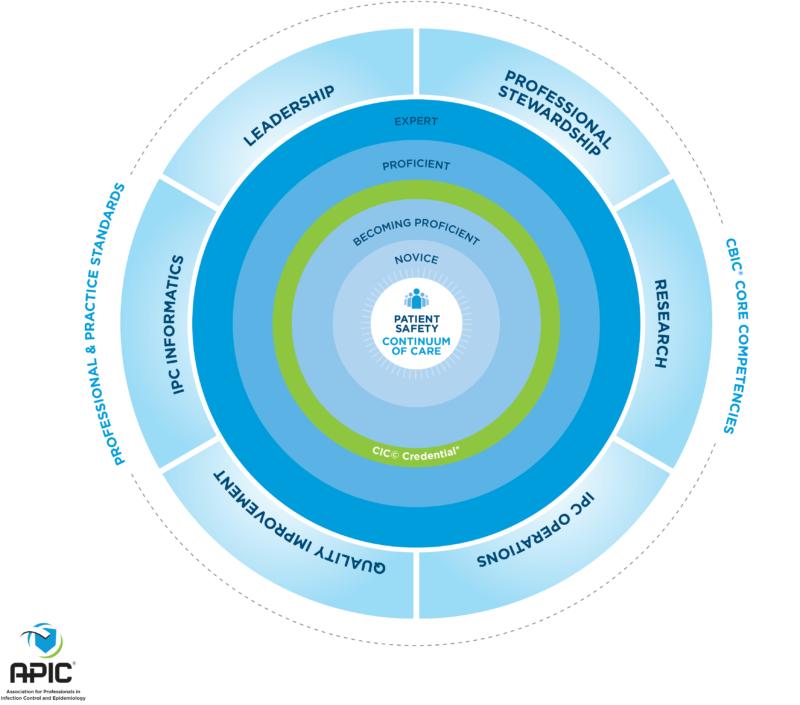 LEADERSHIP
PROFESSIONAL
STEWARDSHIP
EXPERT
PROFICIENT
BECOMING PROFICIENT
NOVICE
PATIENT
SAFETY
CONTINUUM
OF CARE
CIC© Credential*
PROFESSIONAL & PRACTICE STANDARDS
IPC INFORMATICS
RESEARCH
CBIC® CORE COMPETENCIES
QUALITY IMPROVEMENT
IPC OPERATIONS
APIC®
Association for Professionals in
Infection Control and Epidemiology